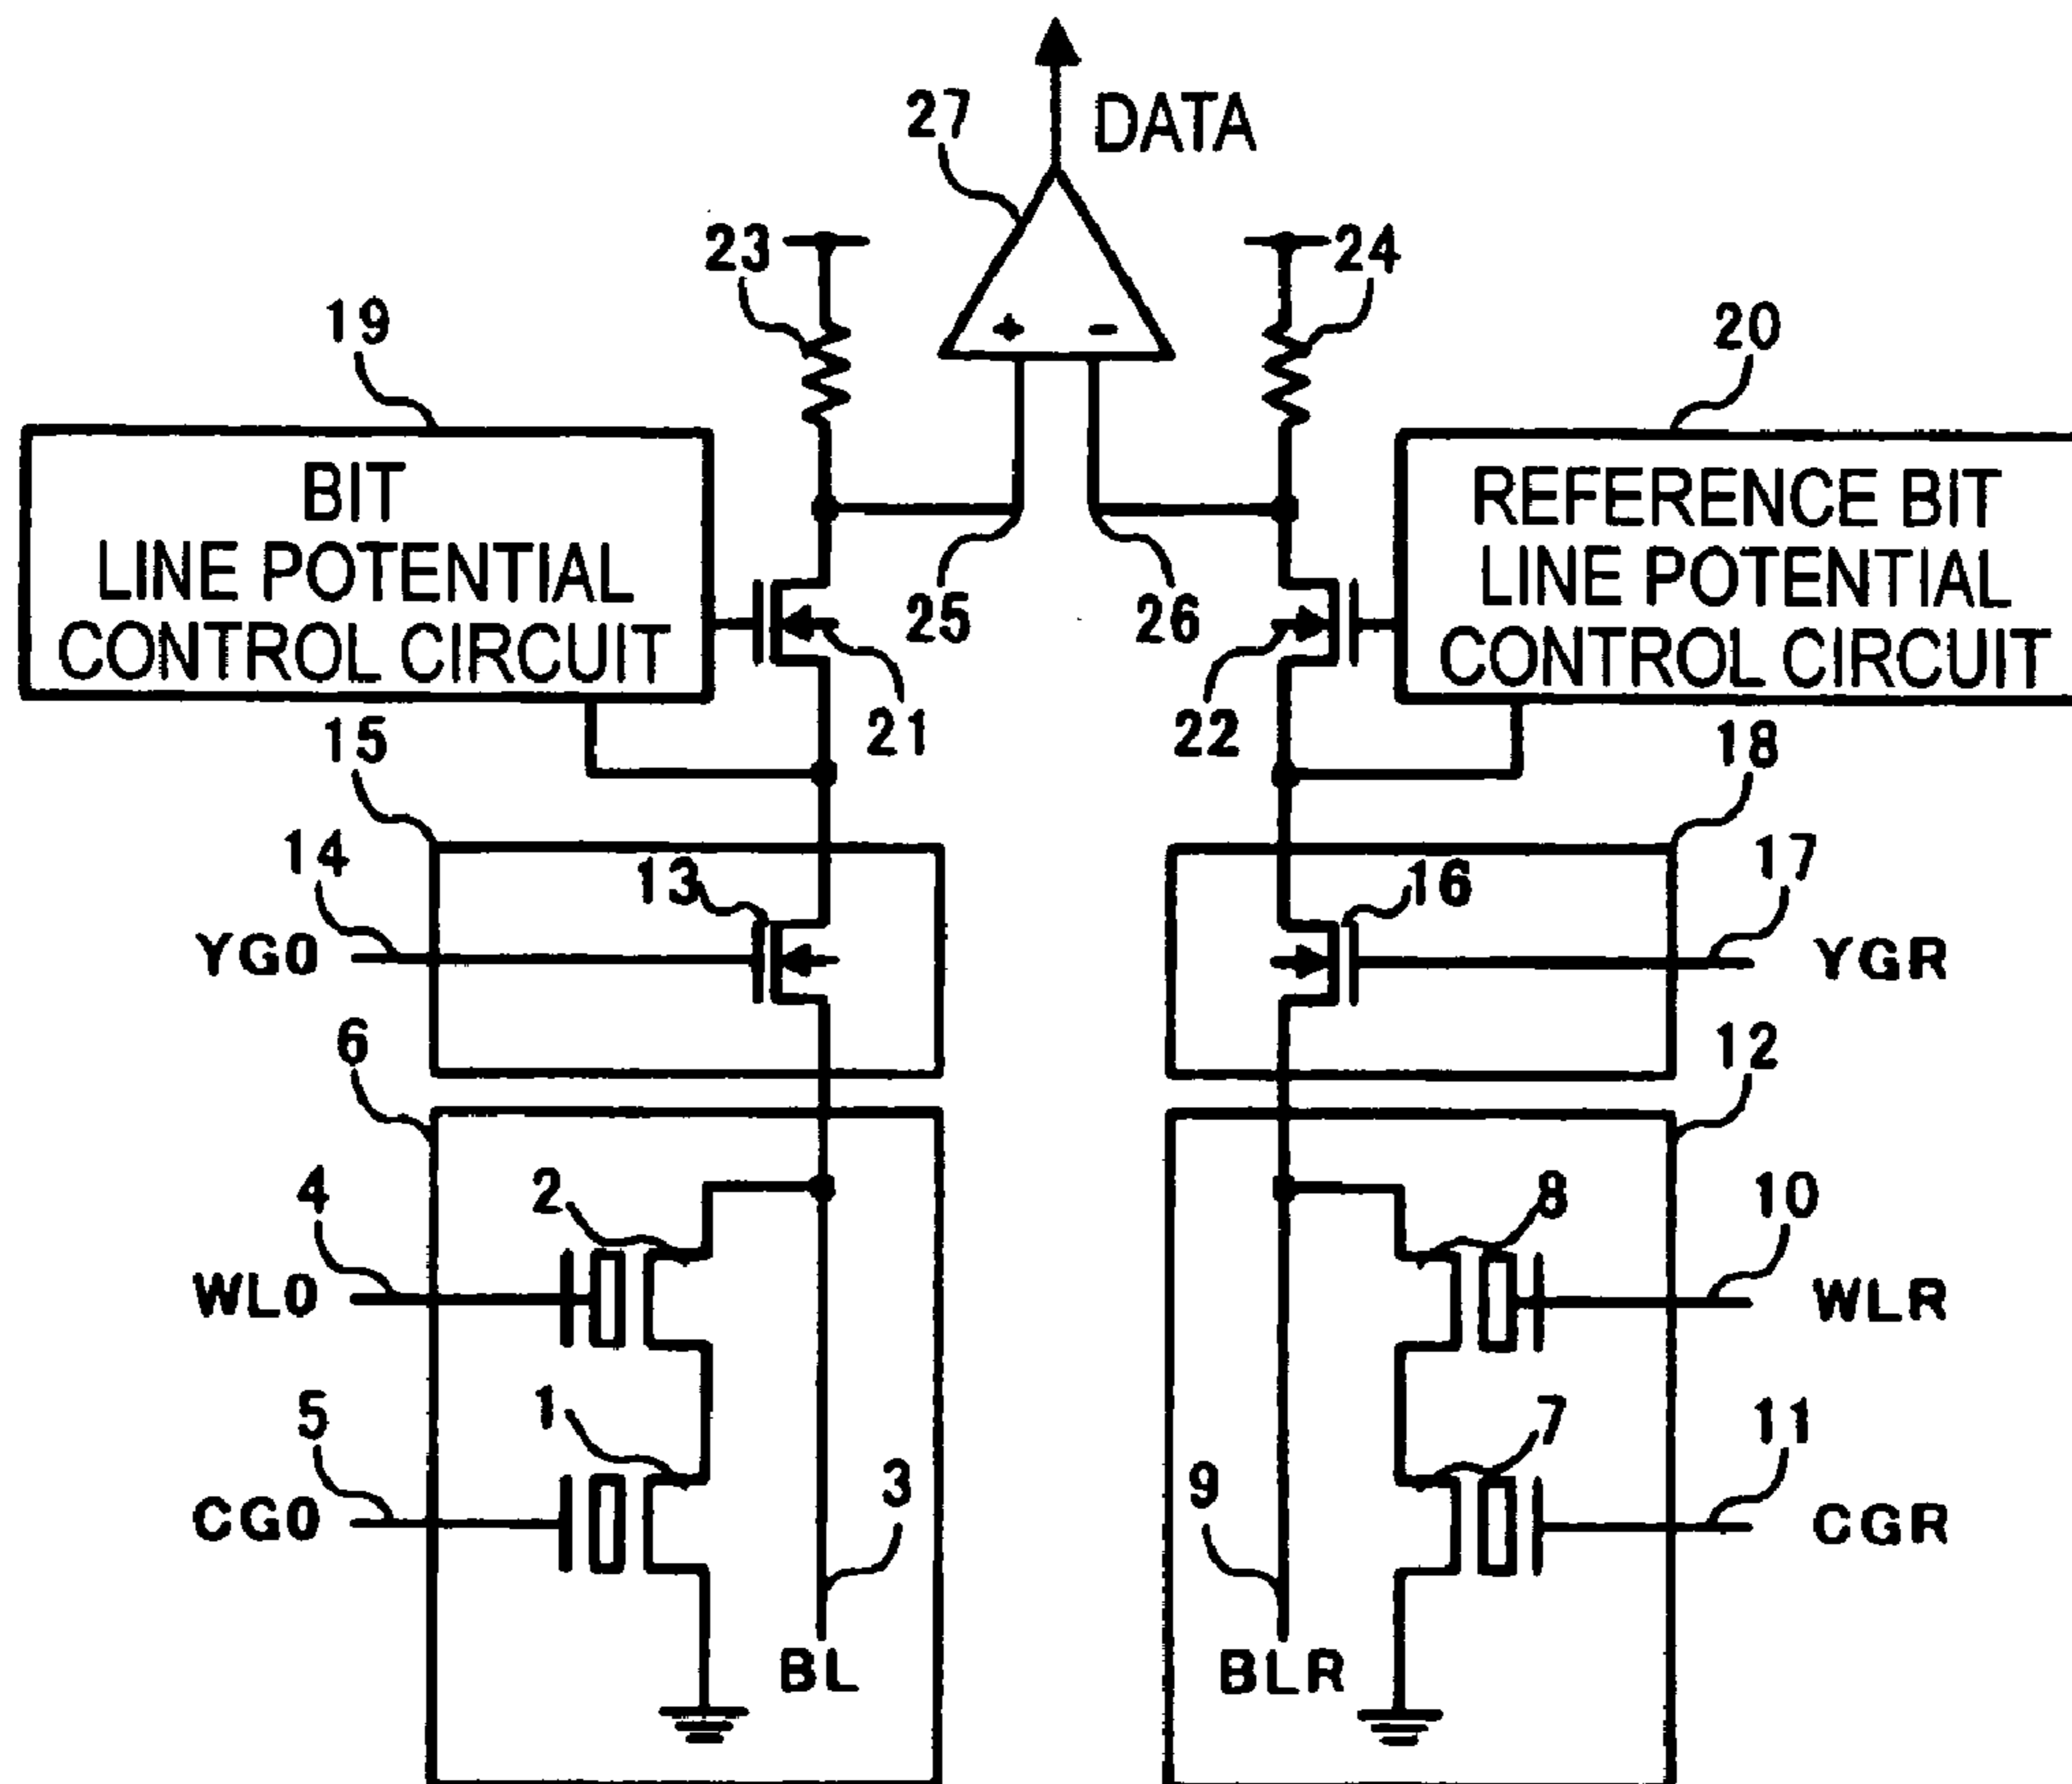 27
DATA
+ -
23
24
19
20
BIT
LINE POTENTIAL
CONTROL CIRCUIT
REFERENCE BIT
LINE POTENTIAL
CONTROL CIRCUIT
25
26
21
22
15
18
14
13
16
17
YG0
YGR
6
12
4
2
8
10
WL0
WLR
5
1
7
11
3
9
CG0
CGR
BL
BLR